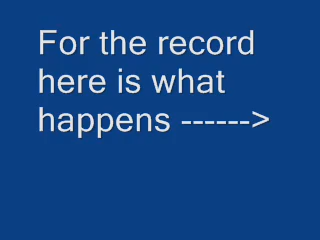 For the record
here is what
happens ------>